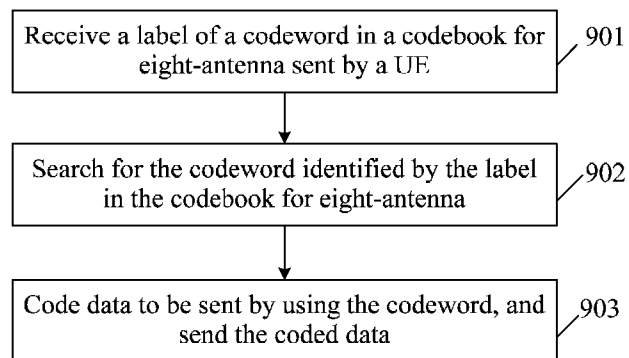 Receive a label of a codeword in a codebook for
eight-antenna sent by a UE
901
Search for the codeword identified by the label
in the codebook for eight-antenna
902
Code data to be sent by using the codeword, and
send the coded data
903